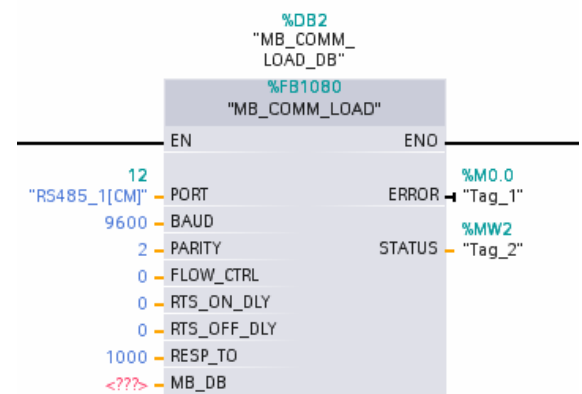 %DB2
"MB_COMM_
LOAD_DB"
%FB1080
"MB_COMM_LOAD"
EN ENO
12 %M0.0
"RS485_1[CM]" PORT ERROR "Tag_1"
9600 BAUD %MW2
2 PARITY STATUS "Tag_2"
0 FLOW_CTRL
0 RTS_ON_DLY
0 RTS_OFF_DLY
1000 RESP_TO
<???> MB_DB